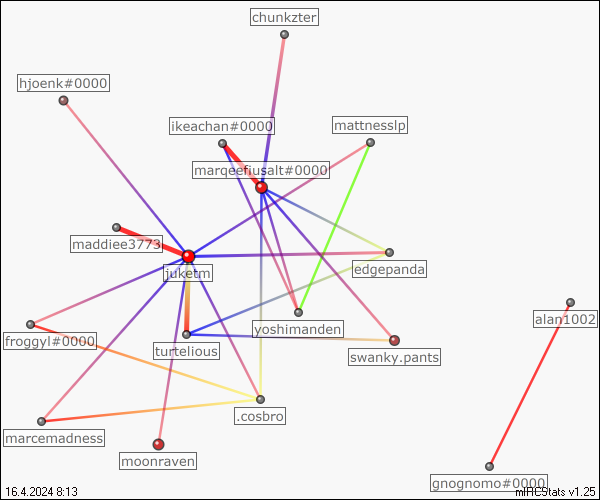 chunkzter
hjoenk#0000
ikeachan#0000
mattnesslp
marqeefiusalt#0000
maddiee3773
juketm
edgepanda
alan1002
yoshimanden
froggyl#0000
turtelious
swanky.pants
.cosbro
marcemadness
moonraven
gnognomo#0000
16.4.2024 8:13
mIRCStats v1.25